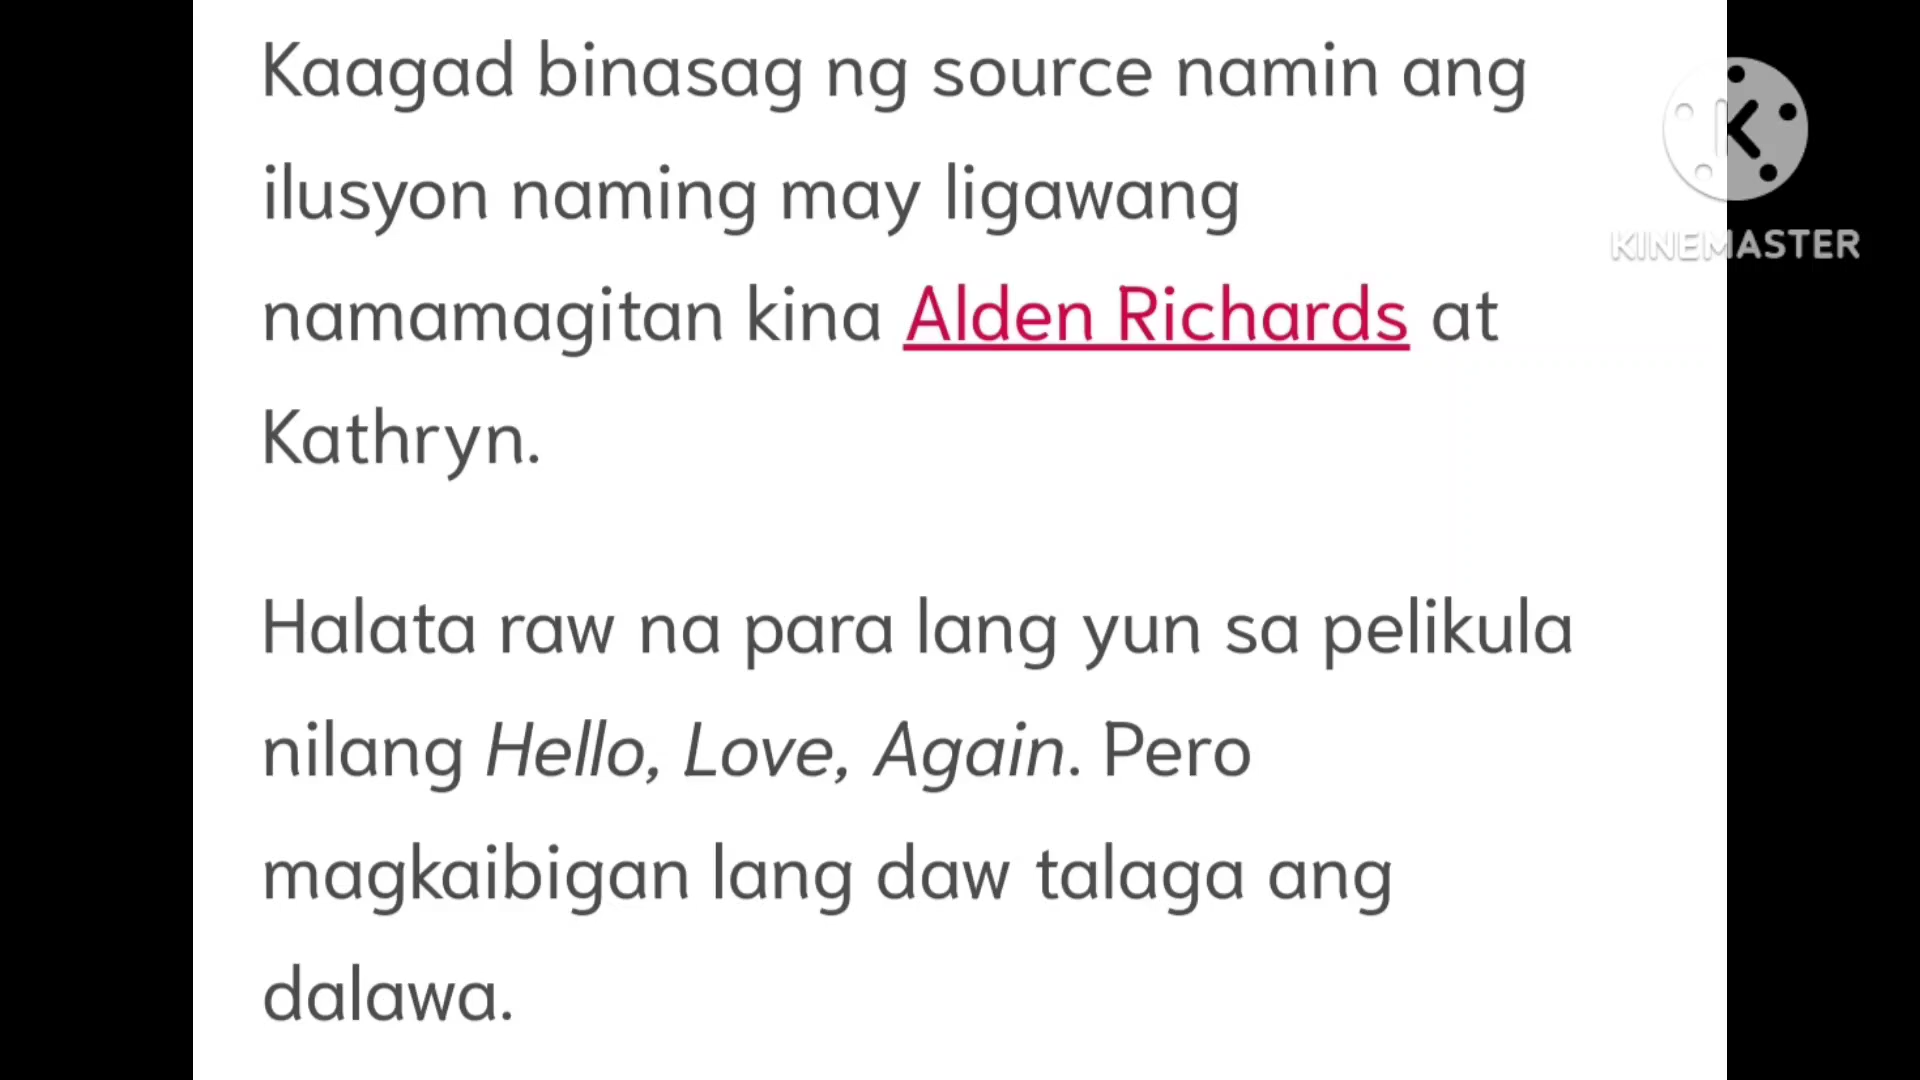 Kaagad binasag ng source namin ang
ilusyon naming may ligawang
namamagitan kina Alden Richards at
Kathryn.
Halata raw na para lang yun sa pelikula
nilang Hello, Love, Again. Pero
magkaibigan lang daw talaga ang
dalawa.
K
KINEMASTER